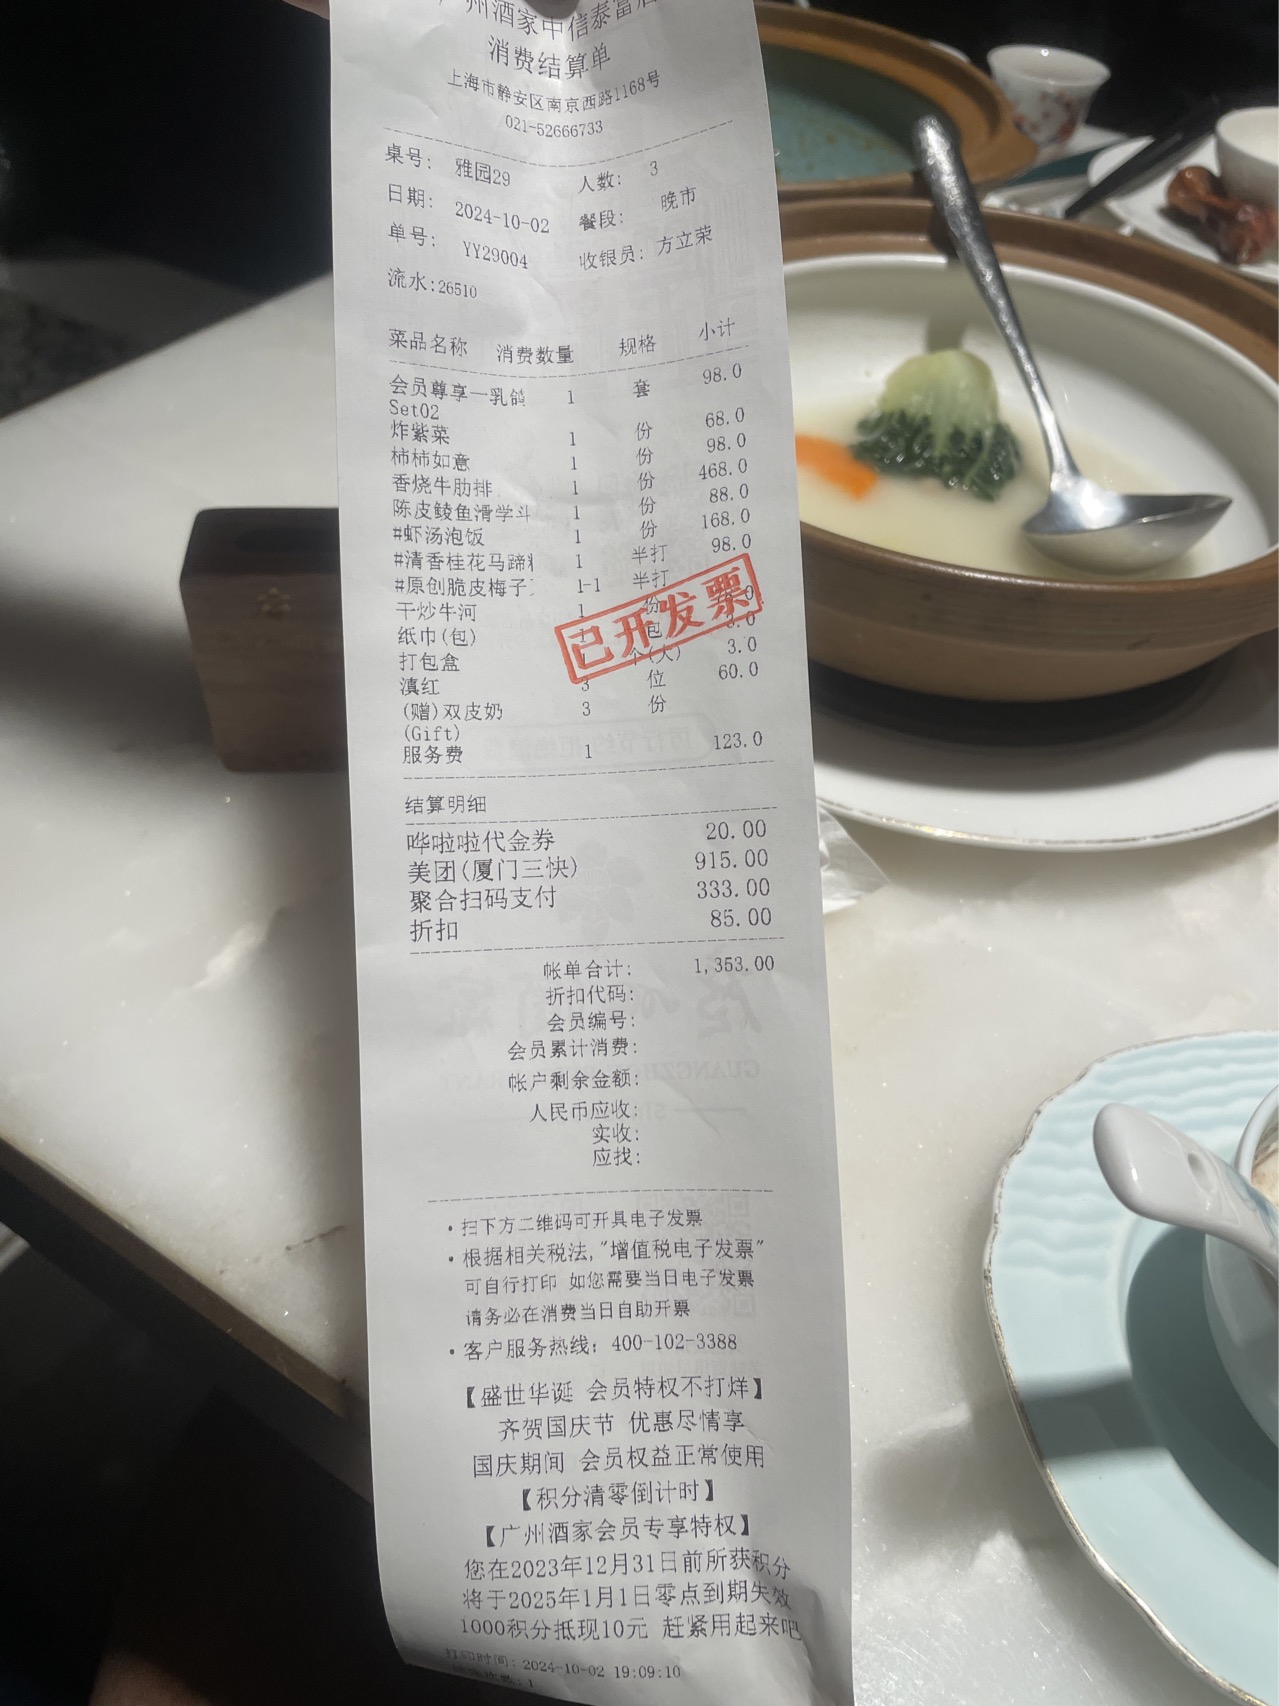 广州酒家中信泰富店
消费结算单
上海市静安区南京西路1168号
021-52666733
桌号: 雅园29 人数: 3
日期: 2024-10-02 餐段: 晚市
单号: YY29004 收银员: 方立荣
流水:26510
菜品名称 消费数量 规格 小计
会员尊享一乳鸽 1 套 98.0
Set02
炸紫菜 1 份 68.0
柿柿如意 1 份 98.0
香烧牛肋排 1 份 468.0
陈皮鲮鱼滑学斗 1 份 88.0
#虾汤泡饭 1 份 168.0
#清香桂花马蹄 1 半打 98.0
#原创脆皮梅子 1-1 半打
干炒牛河 1 份
纸巾(包) 包 3.0
打包盒 个(大) 3.0
滇红 3 位 60.0
(赠)双皮奶 3 份
(Gift)
服务费 1 123.0
已开发票
结算明细
哗啦啦代金券 20.00
美团(厦门三快) 915.00
聚合扫码支付 333.00
折扣 85.00
帐单合计: 1,353.00
折扣代码:
会员编号:
会员累计消费:
帐户剩余金额:
人民币应收:
实收:
应找:
·扫下方二维码可开具电子发票
·根据相关税法,"增值税电子发票"
可自行打印 如您需要当日电子发票
请务必在消费当日自助开票
·客户服务热线: 400-102-3388
【盛世华诞 会员特权不打烊】
齐贺国庆节 优惠尽情享
国庆期间 会员权益正常使用
【积分清零倒计时】
【广州酒家会员专享特权】
您在2023年12月31日前所获积分
将于2025年1月1日零点到期失效
1000积分抵现10元 赶紧用起来吧
打印时间: 2024-10-02 19:09:10